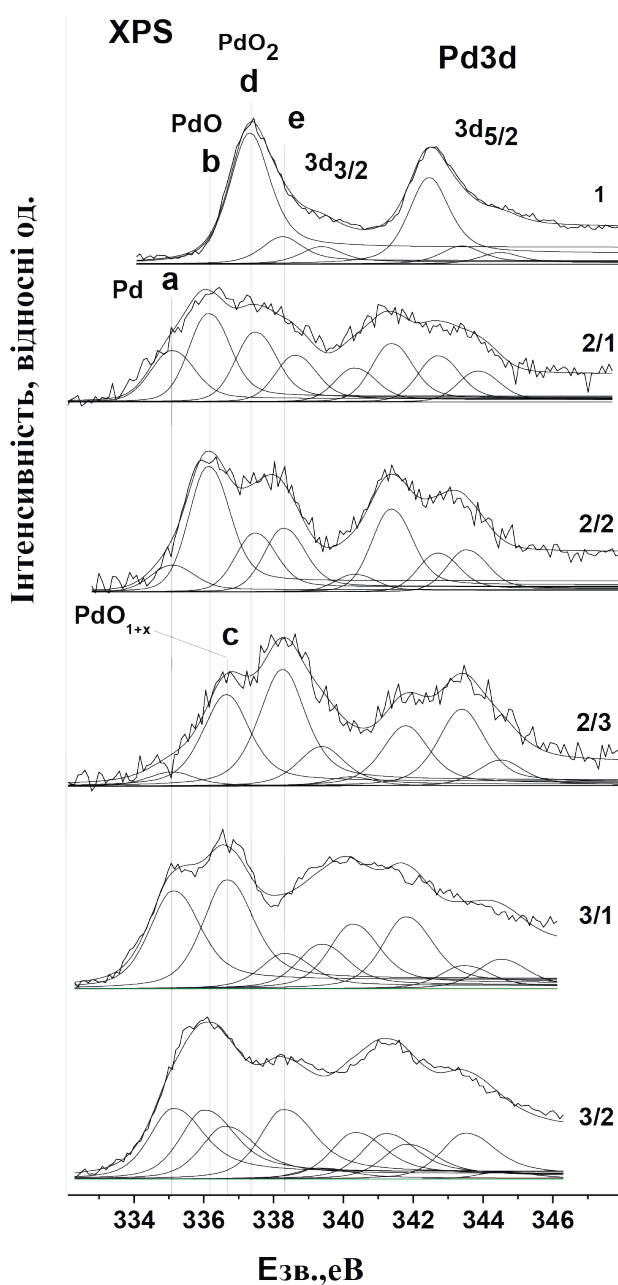 XPS
PdO2
Pd3d
d
PdO
e
b
3d3/2
3d5/2
1
Pd
a
2/1
2/2
PdO1+x
c
2/3
3/1
3/2
Інтенсивність, відносні од.
334 336 338 340 342 344 346
Eзв.,еВ